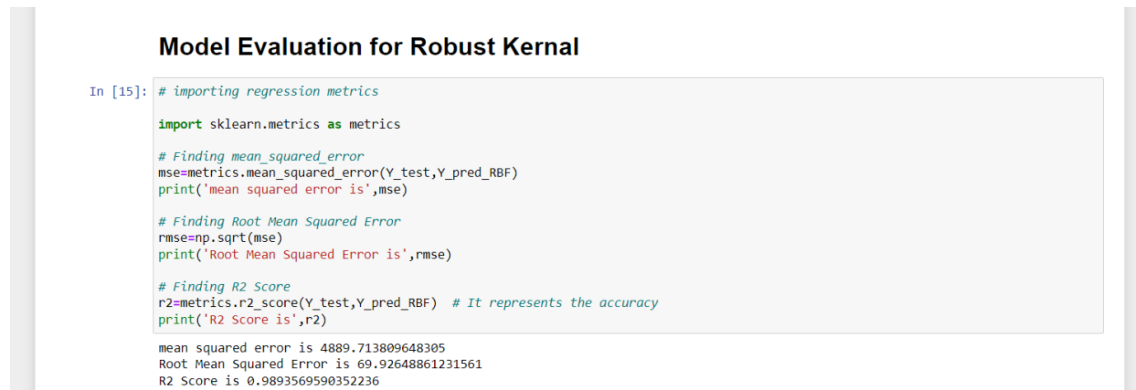 Model Evaluation for Robust Kernal
In [15]: # importing regression metrics
import sklearn.metrics as metrics
# Finding mean_squared_error
mse=metrics.mean_squared_error(Y_test,Y_pred_RBF)
print('mean squared error is',mse)
# Finding Root Mean Squared Error
rmse=np.sqrt(mse)
print('Root Mean Squared Error is',rmse)
# Finding R2 Score
r2=metrics.r2_score(Y_test,Y_pred_RBF)  # It represents the accuracy
print('R2 Score is',r2)
mean squared error is 4889.713809648305
Root Mean Squared Error is 69.92648861231561
R2 Score is 0.9893569590352236